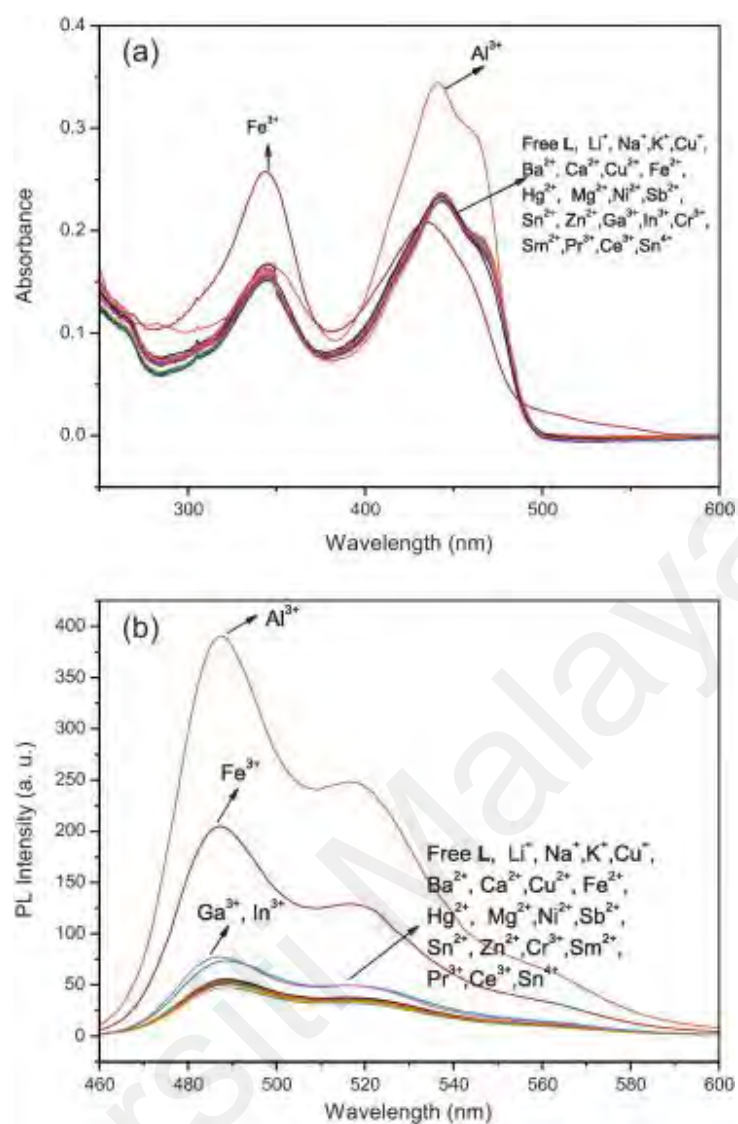 0.4
(a)
Al³⁺
0.3
Fe³⁺
Free L, Li⁺, Na⁺,K⁺,Cu⁺,
Ba²⁺, Ca²⁺,Cu²⁺, Fe²⁺,
Hg²⁺, Mg²⁺,Ni²⁺,Sb²⁺,
0.2
Sn²⁺, Zn²⁺,Ga³⁺,In³⁺,Cr³⁺,
Sm²⁺,Pr³⁺,Ce³⁺,Sn⁴⁺
Absorbance
0.1
0.0
300 400 500 600
Wavelength (nm)
400
(b)
Al³⁺
350
300
250
Fe³⁺
200
Free L, Li⁺, Na⁺,K⁺,Cu⁺,
150
Ba²⁺, Ca²⁺,Cu²⁺, Fe²⁺,
Ga³⁺, In³⁺
Hg²⁺, Mg²⁺,Ni²⁺,Sb²⁺,
100
Sn²⁺, Zn²⁺,Cr³⁺,Sm²⁺,
Pr³⁺,Ce³⁺,Sn⁴⁺
50
0
PL Intensity (a. u.)
460 480 500 520 540 560 580 600
Wavelength (nm)
Malaya